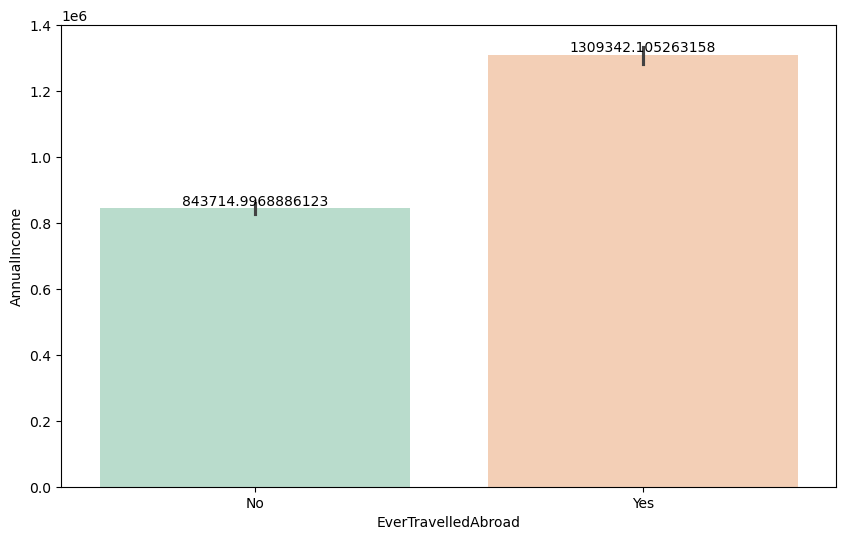 1e6
1.4
1.2
1.0
0.8
0.6
0.4
0.2
0.0
AnnualIncome
843714.9968886123
1309342.105263158
No
Yes
EverTravelledAbroad